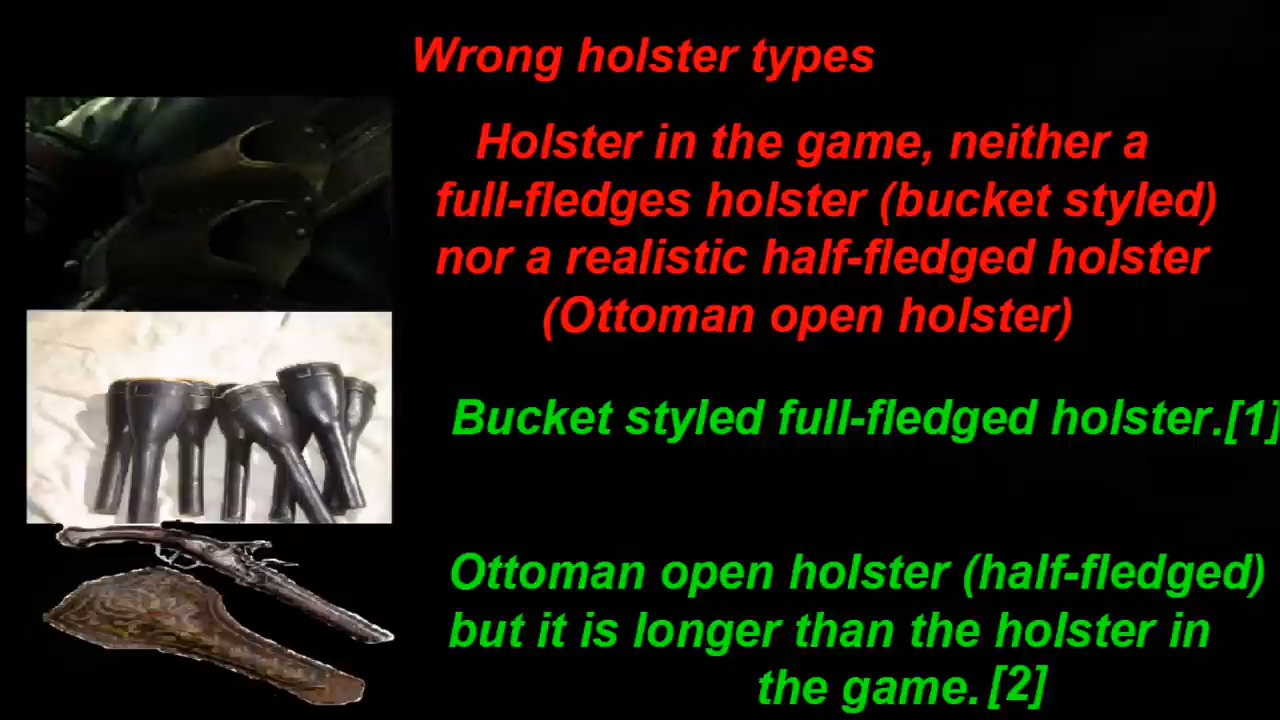 Wrong holster types
Holster in the game, neither a
full-fledges holster (bucket styled)
nor a realistic half-fledged holster
(Ottoman open holster)
Bucket styled full-fledged holster.[1]
Ottoman open holster (half-fledged)
but it is longer than the holster in
the game.[2]